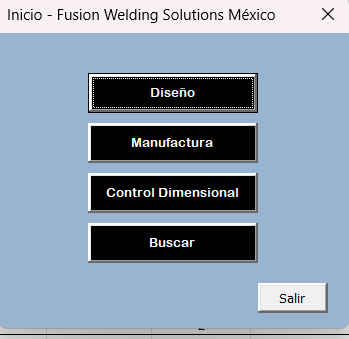 Inicio - Fusion Welding Solutions México
Diseño
Manufactura
Control Dimensional
Buscar
Salir